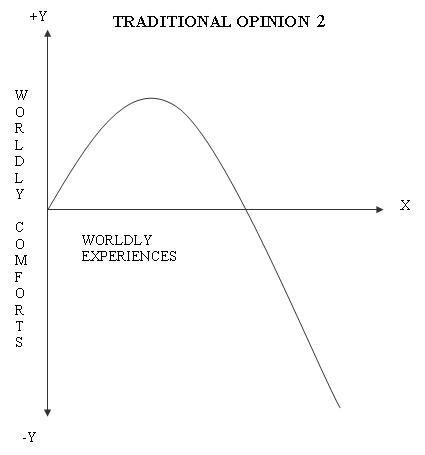 +Y
TRADITIONAL OPINION 2
WORLDLY COMFORTS
X
WORLDLY
EXPERIENCES
-Y